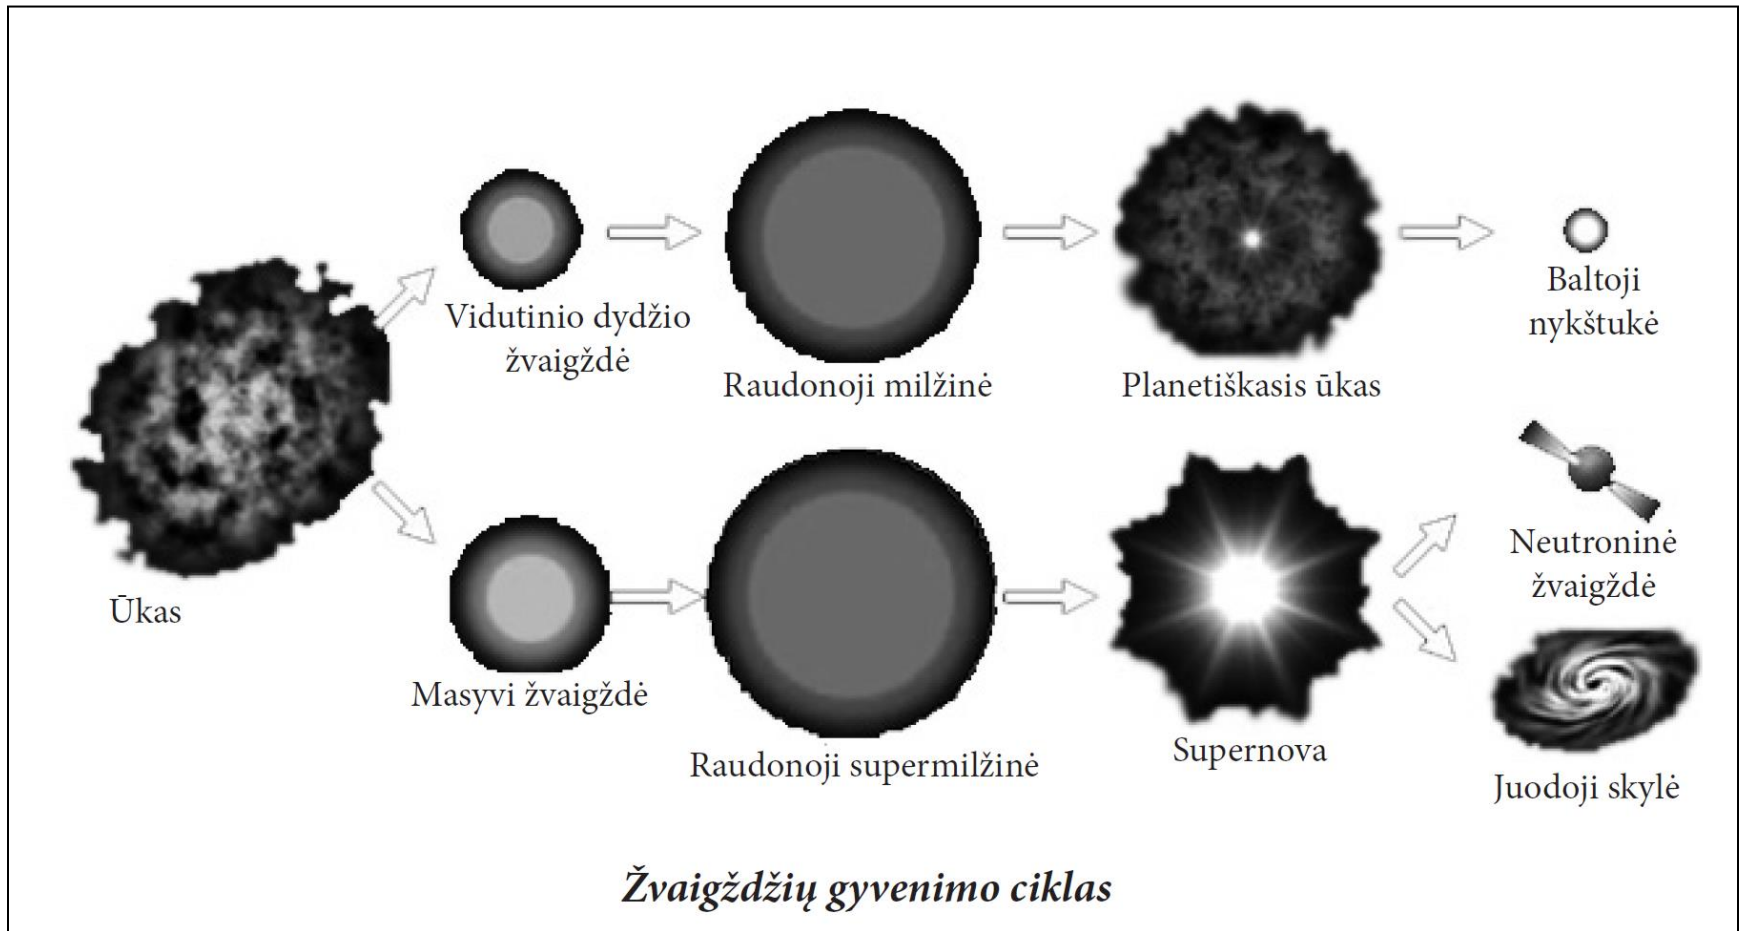 Vidutinio dydžio
žvaigždė
Raudonoji milžinė
Planetiškasis ūkas
Baltoji
nykštukė
Ūkas
Masyvi žvaigždė
Raudonoji supermilžinė
Supernova
Neutroninė
žvaigždė
Juodoji skylė
Žvaigždžių gyvenimo ciklas